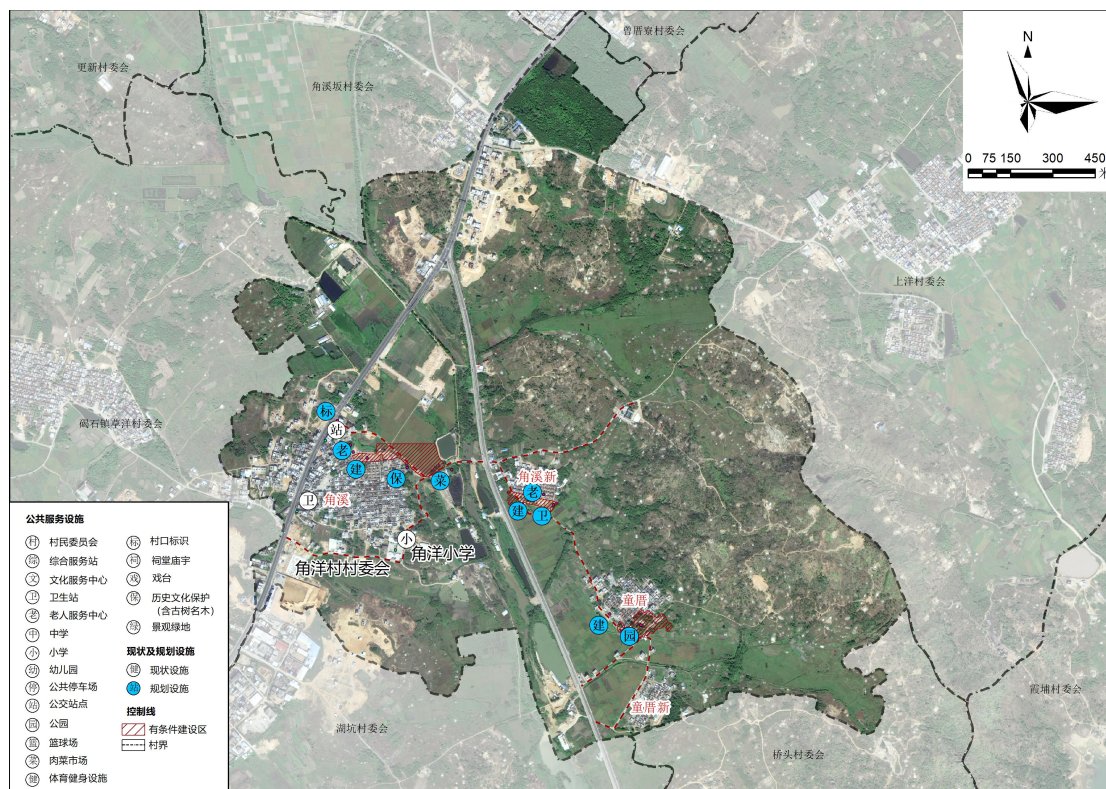 曾厝寮村委会
更新村委会
角溪坂村委会
N
0 75 150 300 450
米
上洋村委会
碣石镇草洋村委会
标
站
老
建
保
菜
卫
角溪
小
角洋小学
角洋村村委会
角溪新
老
建
卫
童厝
建
园
童厝新
霞埔村委会
湖坑村委会
桥头村委会
公共服务设施
村 村民委员会
综 综合服务站
文 文化服务中心
卫 卫生站
老 老人服务中心
中 中学
小 小学
幼 幼儿园
停 公共停车场
站 公交站点
园 公园
篮 篮球场
菜 肉菜市场
健 体育健身设施
标 村口标识
祠 祠堂庙宇
戏 戏台
保 历史文化保护
(含古树名木)
绿 景观绿地
现状及规划设施
健 现状设施
站 规划设施
控制线
有条件建设区
村界